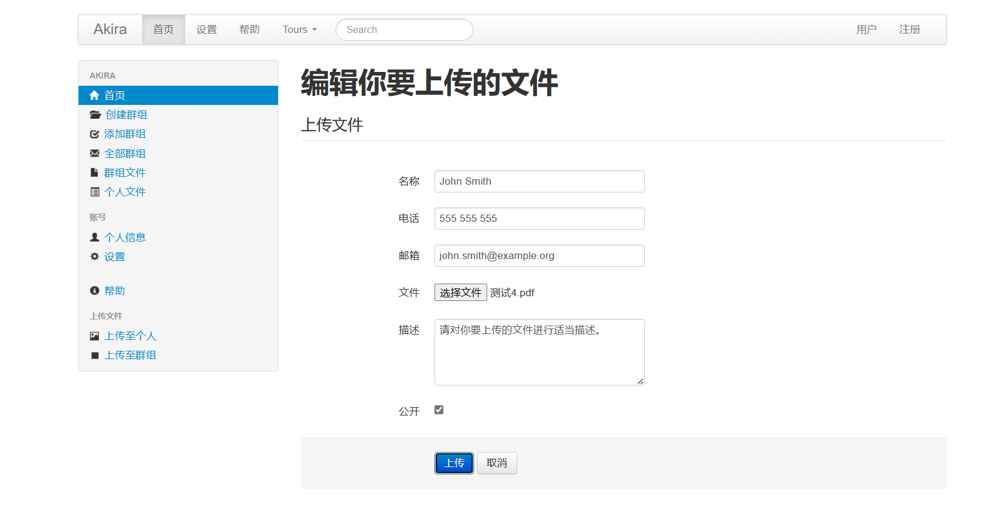 Akira 首页 设置 帮助 Tours Search 用户 注册
AKIRA
首页
创建群组
添加群组
全部群组
群组文件
个人文件
账号
个人信息
设置
帮助
上传文件
上传至个人
上传至群组
编辑你要上传的文件
上传文件
名称 John Smith
电话 555 555 555
邮箱 john.smith@example.org
文件 选择文件 测试4.pdf
描述 请对你要上传的文件进行适当描述。
公开
上传 取消